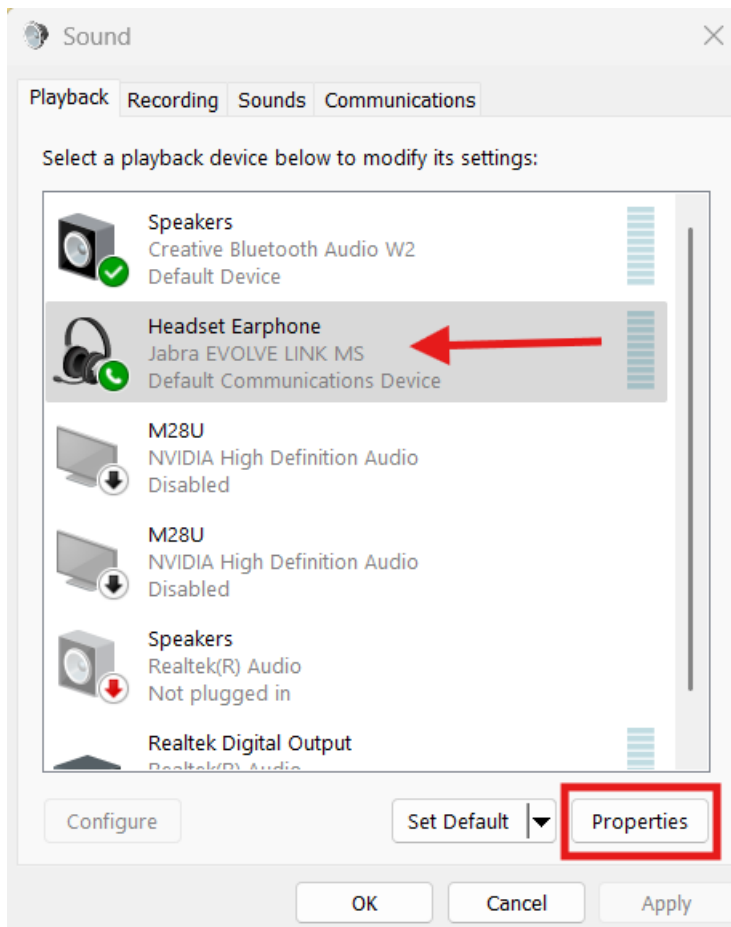 Sound
Playback Recording Sounds Communications
Select a playback device below to modify its settings:
Speakers
Creative Bluetooth Audio W2
Default Device
Headset Earphone
Jabra EVOLVE LINK MS
Default Communications Device
M28U
NVIDIA High Definition Audio
Disabled
M28U
NVIDIA High Definition Audio
Disabled
Speakers
Realtek(R) Audio
Not plugged in
Realtek Digital Output
Realtek(R) Audio
Configure Set Default Properties
OK Cancel Apply